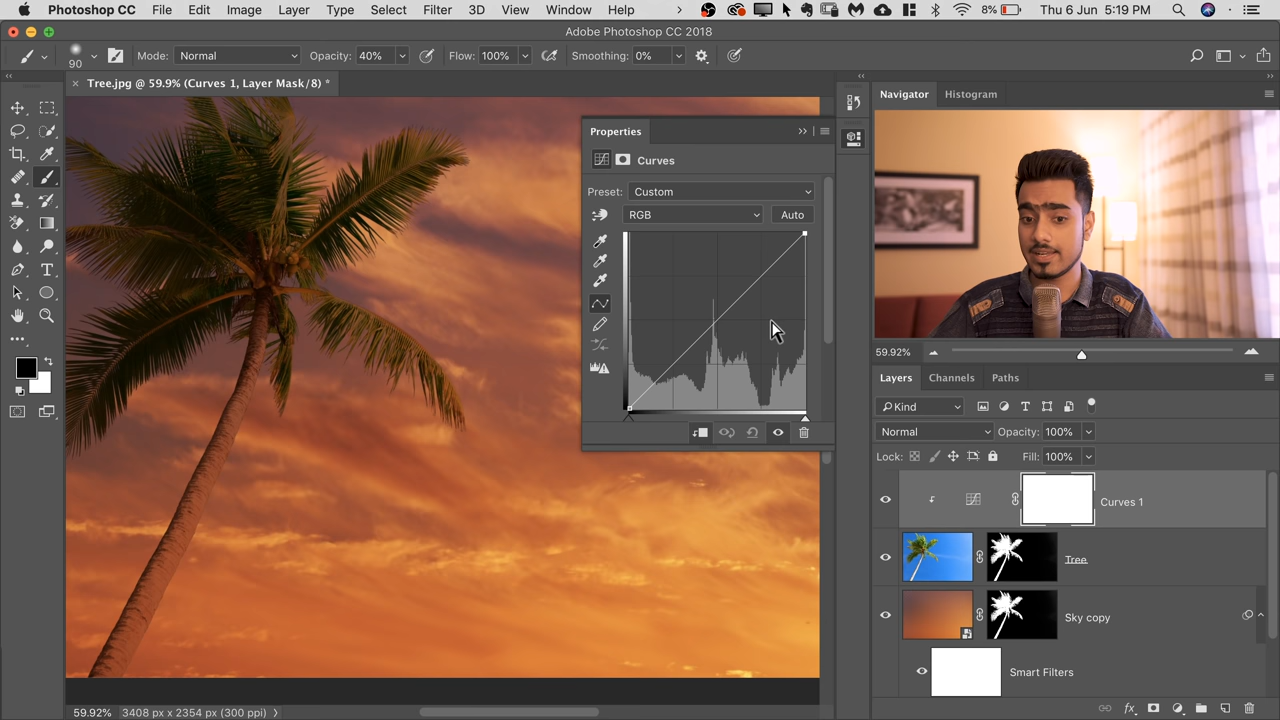 Photoshop CC File Edit Image Layer Type Select Filter 3D View Window Help 8% Thu 6 Jun 5:19 PM
Adobe Photoshop CC 2018
90 Mode: Normal Opacity: 40% Flow: 100% Smoothing: 0%
Tree.jpg @ 59.9% (Curves 1, Layer Mask/8) *
Navigator Histogram
Properties
Curves
Preset: Custom
RGB Auto
59.92%
Layers Channels Paths
Kind
Normal Opacity: 100%
Lock: Fill: 100%
Curves 1
Tree
Sky copy
Smart Filters
59.92% 3408 px x 2354 px (300 ppi)